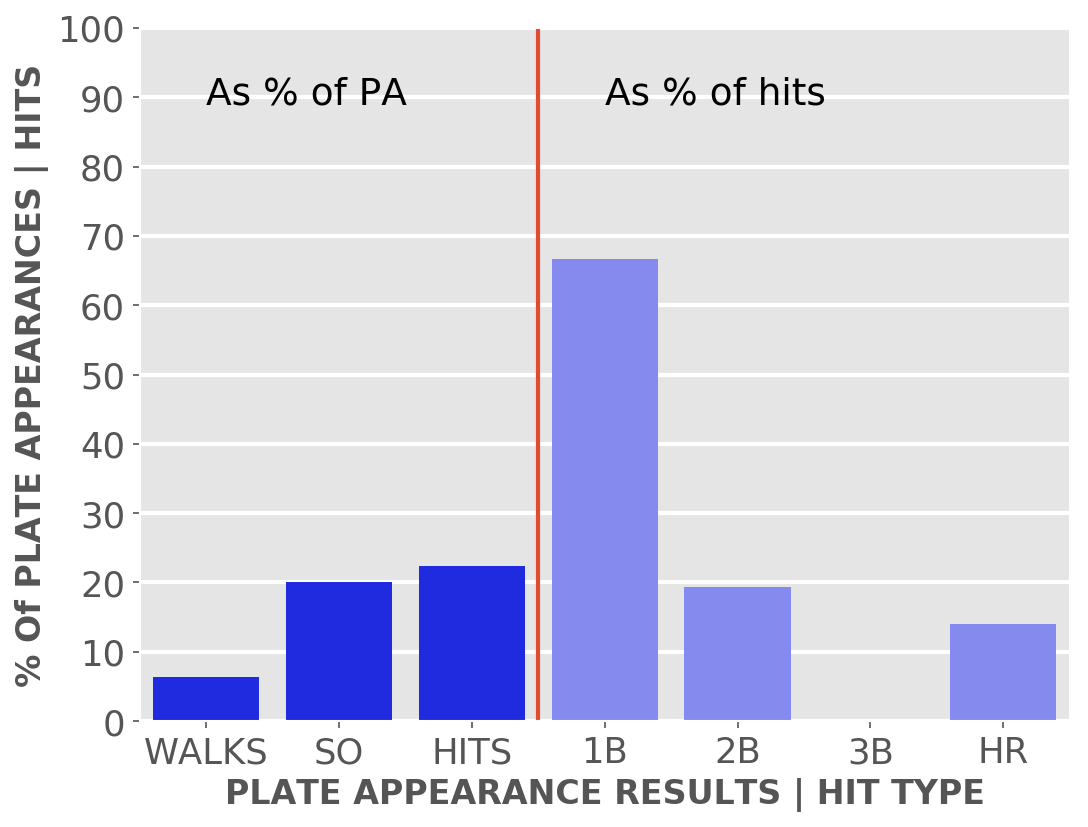 % Of PLATE APPEARANCES | HITS
100
90
80
70
60
50
40
30
20
10
0
As % of PA
As % of hits
WALKS SO HITS 1B 2B 3B HR
PLATE APPEARANCE RESULTS | HIT TYPE